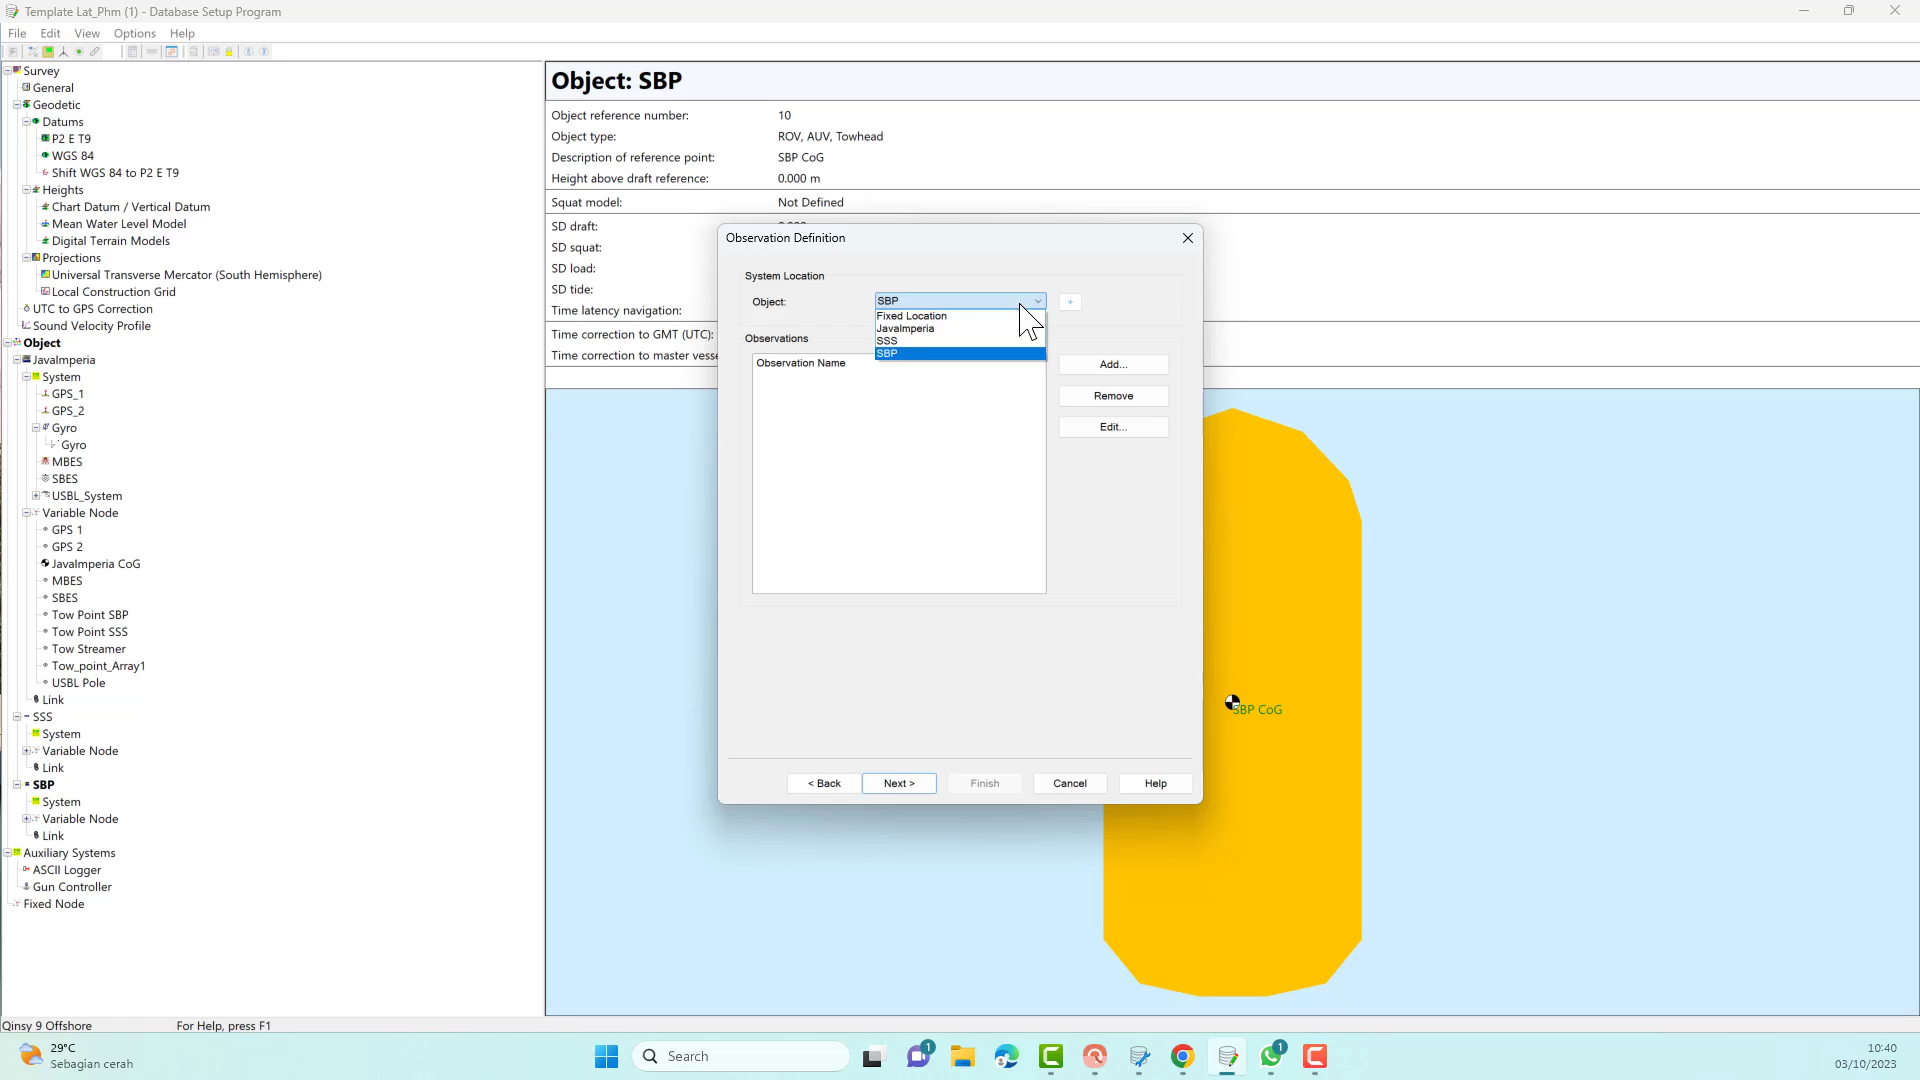 Template Lat_Phm (1) - Database Setup Program
File Edit View Options Help
Survey
General
Geodetic
Datums
P2 E T9
WGS 84
Shift WGS 84 to P2 E T9
Heights
Chart Datum / Vertical Datum
Mean Water Level Model
Digital Terrain Models
Projections
Universal Transverse Mercator (South Hemisphere)
Local Construction Grid
UTC to GPS Correction
Sound Velocity Profile
Object
JavaImperia
System
GPS_1
GPS_2
Gyro
Gyro
MBES
SBES
USBL_System
Variable Node
GPS 1
GPS 2
JavaImperia CoG
MBES
SBES
Tow Point SBP
Tow Point SSS
Tow Streamer
Tow_point_Array1
USBL Pole
Link
SSS
System
Variable Node
Link
SBP
System
Variable Node
Link
Auxiliary Systems
ASCII Logger
Gun Controller
Fixed Node
Object: SBP
Object reference number: 10
Object type: ROV, AUV, Towhead
Description of reference point: SBP CoG
Height above draft reference: 0.000 m
Squat model: Not Defined
SD draft:
SD squat:
SD load:
SD tide:
Time latency navigation:
Time correction to GMT (UTC):
Time correction to master vesse
Observation Definition
System Location
Object: SBP
+
Fixed Location
JavaImperia
SSS
SBP
Observations
Observation Name
Add...
Remove
Edit...
< Back Next > Finish Cancel Help
SBP CoG
Qinsy 9 Offshore For Help, press F1
29°C
Sebagian cerah
Search
1
1
10:40
03/10/2023